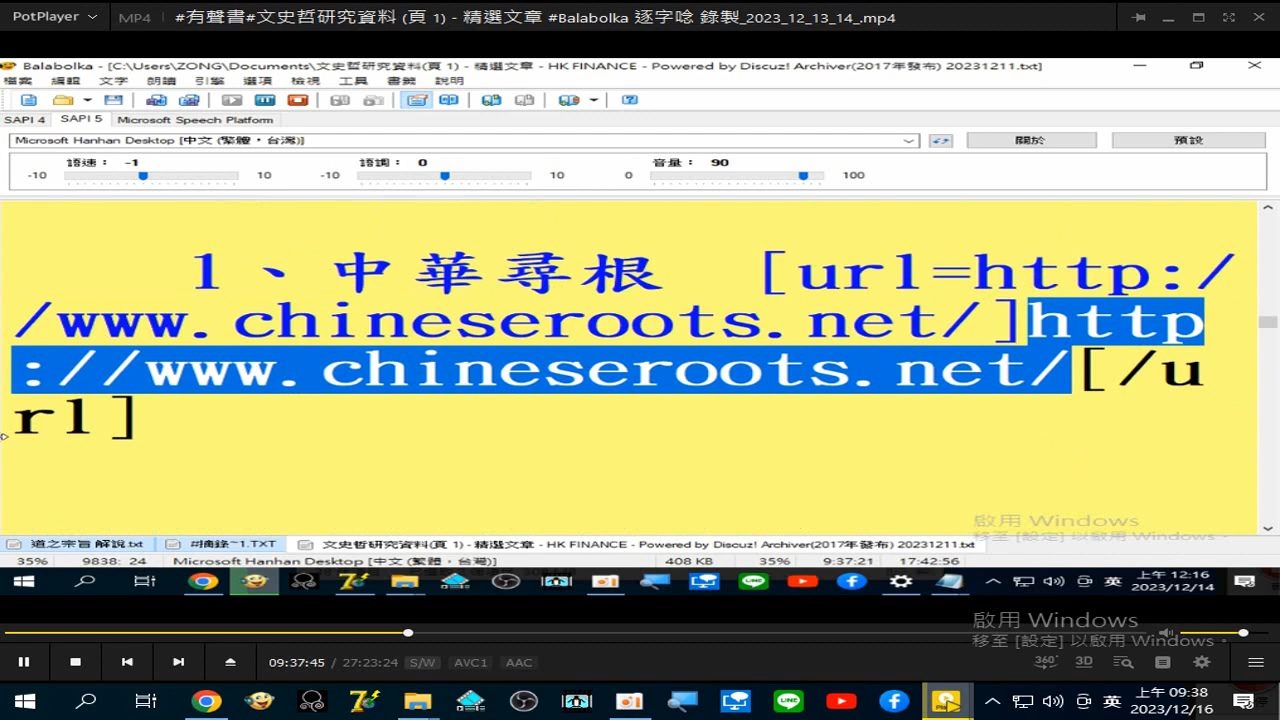 PotPlayer MP4 #有聲書#文史哲研究資料 (頁 1) - 精選文章 #Balabolka 逐字唸 錄製_2023_12_13_14_.mp4
Balabolka - [C:\Users\ZONG\Documents\文史哲研究資料(頁 1) - 精選文章 - HK FINANCE - Powered by Discuz! Archiver(2017年發布) 20231211.txt]
檔案 編輯 文字 朗讀 引擎 選項 檢視 工具 書籤 說明
SAPI 4 SAPI 5 Microsoft Speech Platform
Microsoft Hanhan Desktop [中文 (繁體，台灣)] 關於 預設
語速： -1 語調： 0 音量： 90
-10 10 -10 10 0 100
1、中華尋根 [url=http:/
/www.chineseroots.net/]http
://www.chineseroots.net/[/u
rl]
啟用 Windows
移至 [設定] 以啟用 Windows。
道之宗旨 解說.txt #摘錄~1.TXT 文史哲研究資料(頁 1) - 精選文章 - HK FINANCE - Powered by Discuz! Archiver(2017年發布) 20231211.txt
35% 9838: 24 Microsoft Hanhan Desktop [中文 (繁體，台灣)] 408 KB 35% 9:37:21 17:42:56
英 上午 12:16
2023/12/14
啟用 Windows
移至 [設定] 以啟用 Windows。
09:37:45 / 27:23:24 S/W AVC1 AAC 360° 3D
英 上午 09:38
2023/12/16